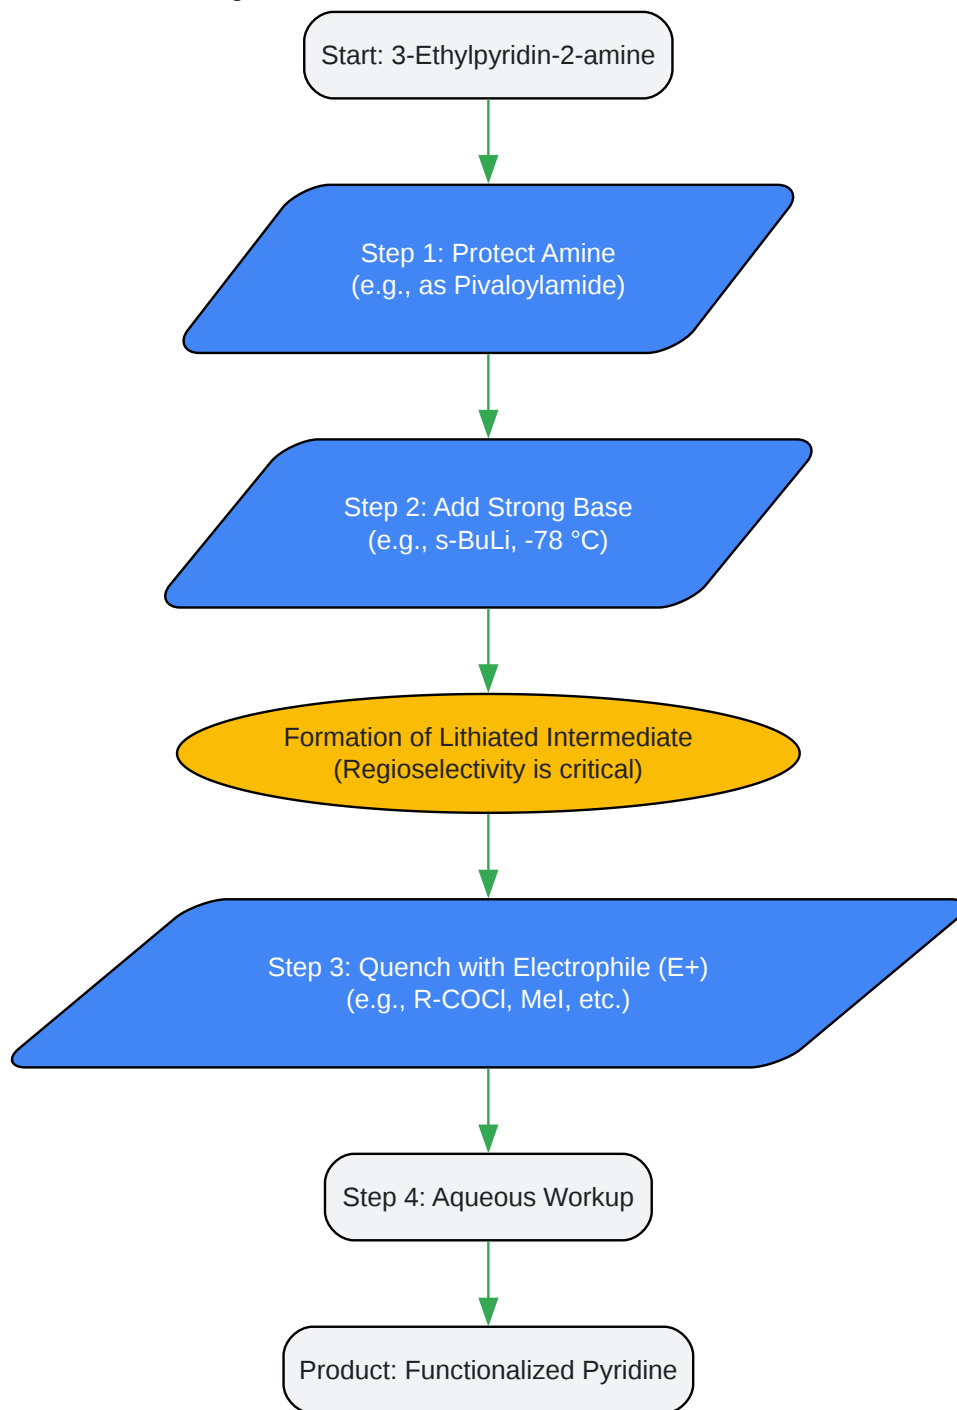 Start: 3-Ethylpyridin-2-amine
Step 1: Protect Amine
(e.g., as Pivaloylamide)
Step 2: Add Strong Base
(e.g., s-BuLi, -78 °C)
Formation of Lithiated Intermediate
(Regioselectivity is critical)
Step 3: Quench with Electrophile (E+)
(e.g., R-COCl, MeI, etc.)
Step 4: Aqueous Workup
Product: Functionalized Pyridine